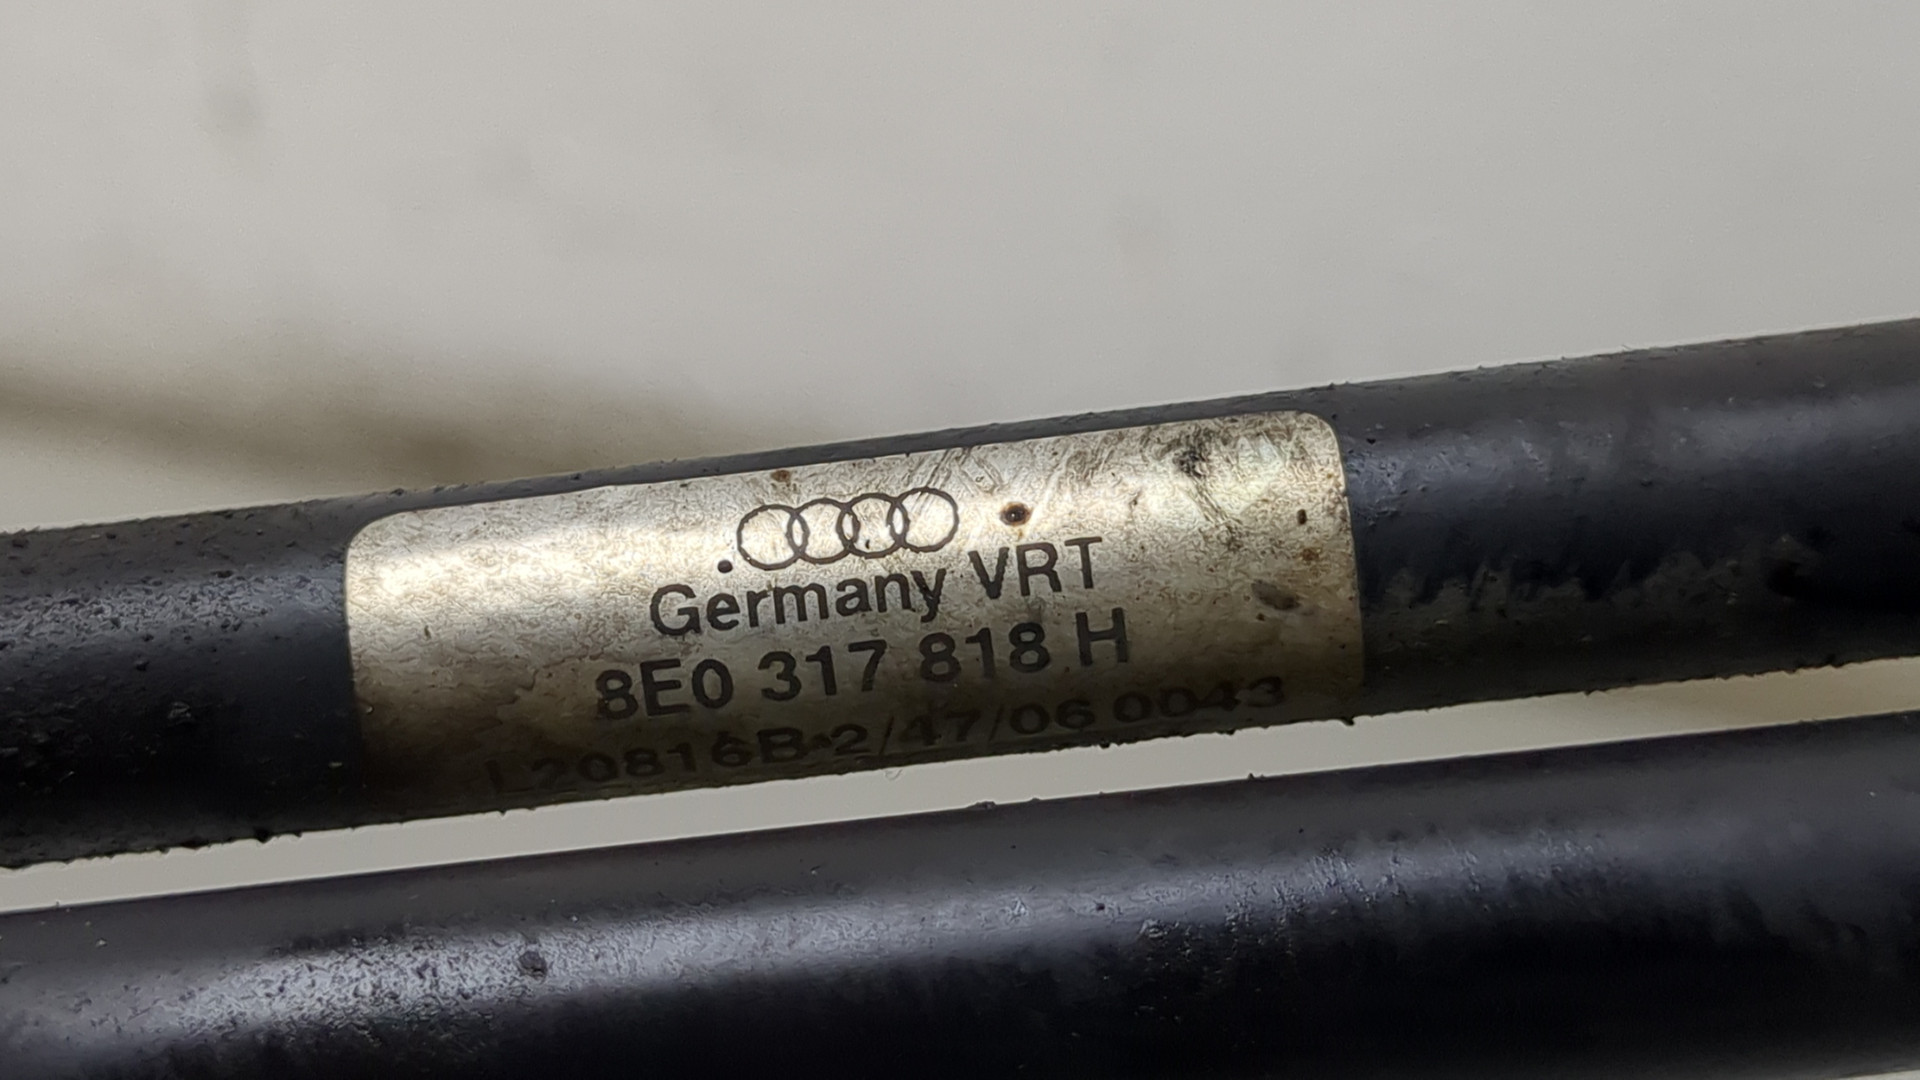 Germany VRT
8E0 317 818 H
L20816B-2/47/06 0043